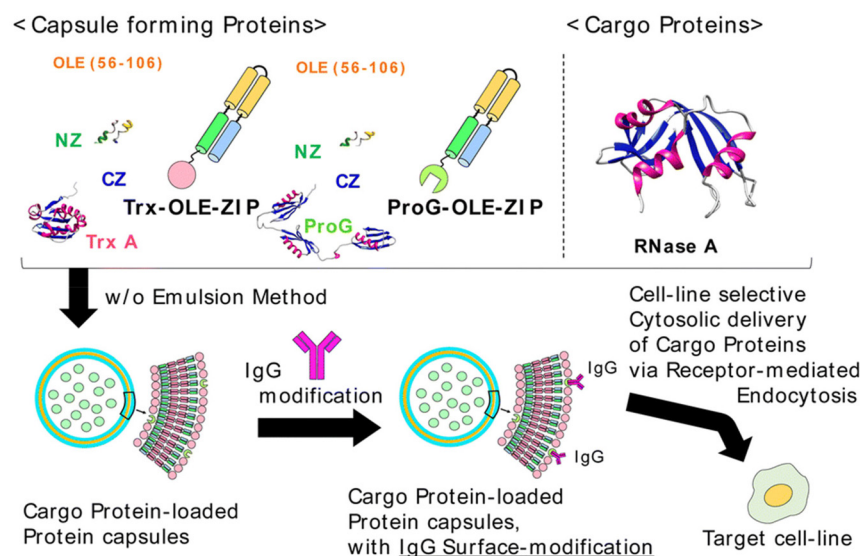 < Capsule forming Proteins>
< Cargo Proteins>
OLE (56-106)
OLE (56-106)
NZ
NZ
CZ
CZ
Trx-OLE-ZIP
ProG-OLE-ZIP
Trx A
ProG
RNase A
w/o Emulsion Method
Cell-line selective
Cytosolic delivery
of Cargo Proteins
via Receptor-mediated
Endocytosis
IgG
modification
IgG
IgG
Cargo Protein-loaded
Protein capsules
Cargo Protein-loaded
Protein capsules,
with IgG Surface-modification
Target cell-line